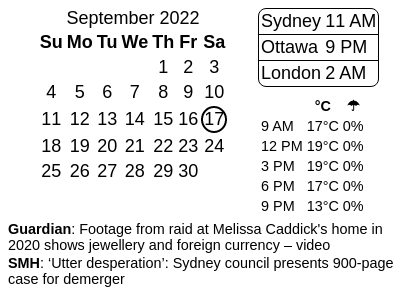 September 2022
Su Mo Tu We Th Fr Sa
1 2 3
4 5 6 7 8 9 10
11 12 13 14 15 16 17
18 19 20 21 22 23 24
25 26 27 28 29 30
Sydney 11 AM
Ottawa 9 PM
London 2 AM
°C ☂
9 AM 17°C 0%
12 PM 19°C 0%
3 PM 19°C 0%
6 PM 17°C 0%
9 PM 13°C 0%
Guardian: Footage from raid at Melissa Caddick's home in
2020 shows jewellery and foreign currency – video
SMH: ‘Utter desperation’: Sydney council presents 900-page
case for demerger